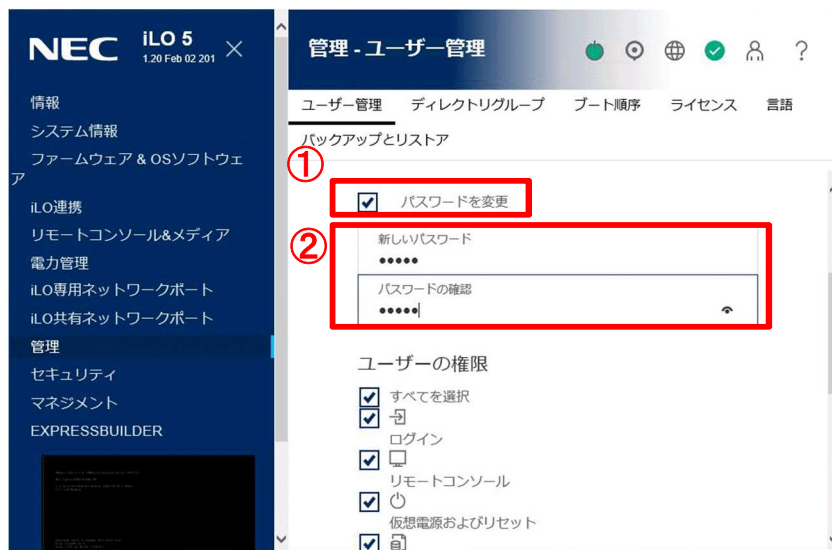 NEC iLO 5
1.20 Feb 02 201
情報
システム情報
ファームウェア & OSソフトウェ
ア
iLO連携
リモートコンソール&メディア
電力管理
iLO専用ネットワークポート
iLO共有ネットワークポート
管理
セキュリティ
マネジメント
EXPRESSBUILDER
管理 - ユーザー管理
?
ユーザー管理 ディレクトリグループ ブート順序 ライセンス 言語
バックアップとリストア
①
パスワードを変更
②
新しいパスワード
•••••
パスワードの確認
•••••
ユーザーの権限
すべてを選択
ログイン
リモートコンソール
仮想電源およびリセット